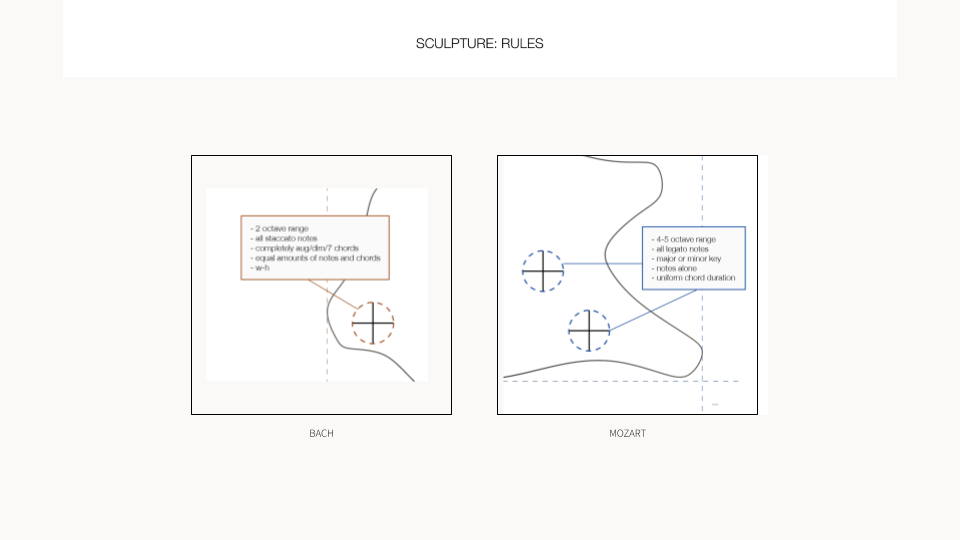 SCULPTURE: RULES
- 2 octave range
- all staccato notes
- completely aug/dim/7 chords
- equal amounts of notes and chords
- w-h
- 4-5 octave range
- all legato notes
- major or minor key
- notes alone
- uniform chord duration
BACH
MOZART